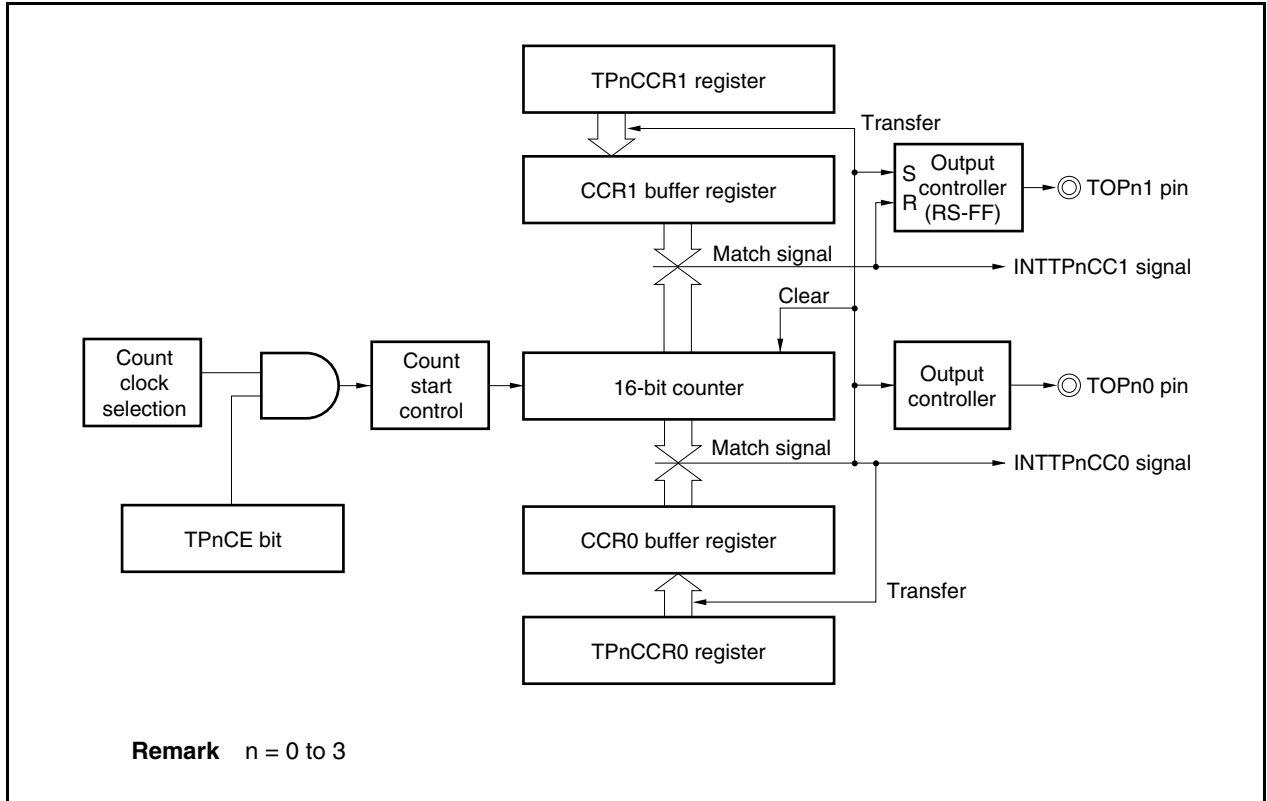 TPnCCR1 register
Transfer
CCR1 buffer register
S
R
Output
controller
(RS-FF)
TOPn1 pin
Match signal
INTTPnCC1 signal
Clear
Count
clock
selection
Count
start
control
16-bit counter
Output
controller
TOPn0 pin
Match signal
INTTPnCC0 signal
TPnCE bit
CCR0 buffer register
Transfer
TPnCCR0 register
Remark n = 0 to 3